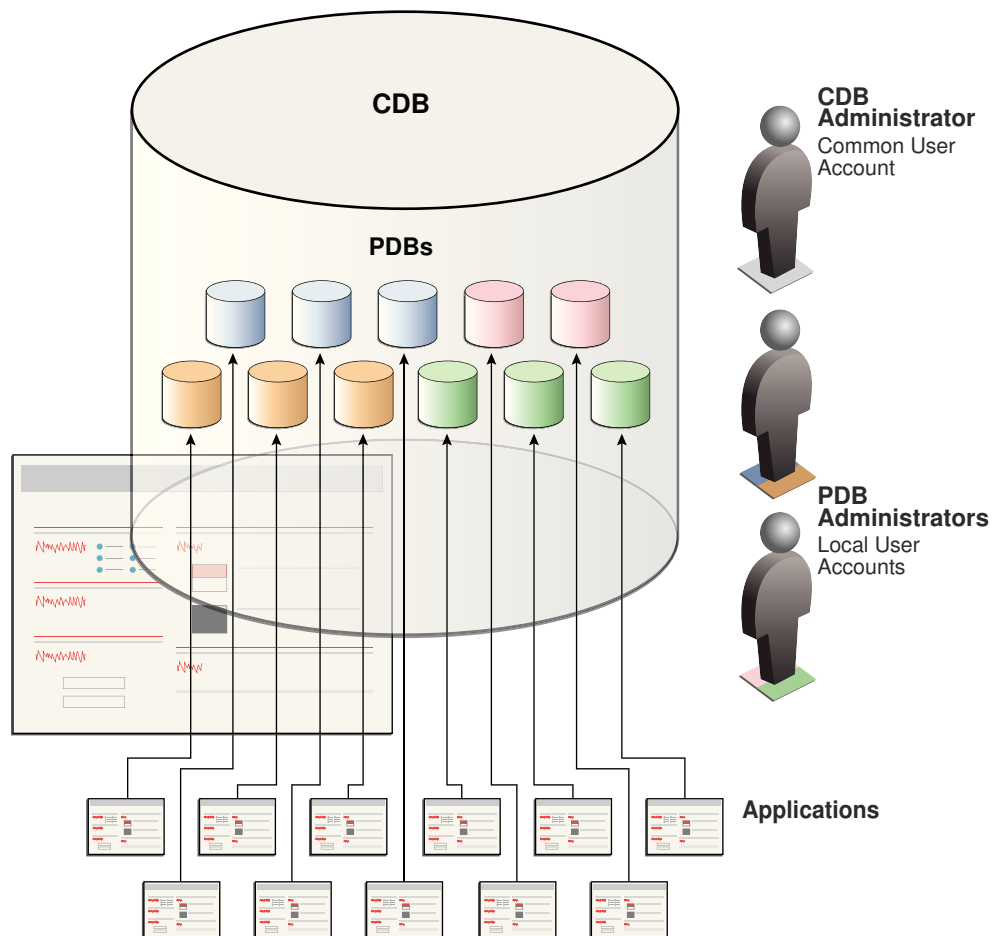 CDB
PDBs
CDB
Administrator
Common User
Account
PDB
Administrators
Local User
Accounts
Applications